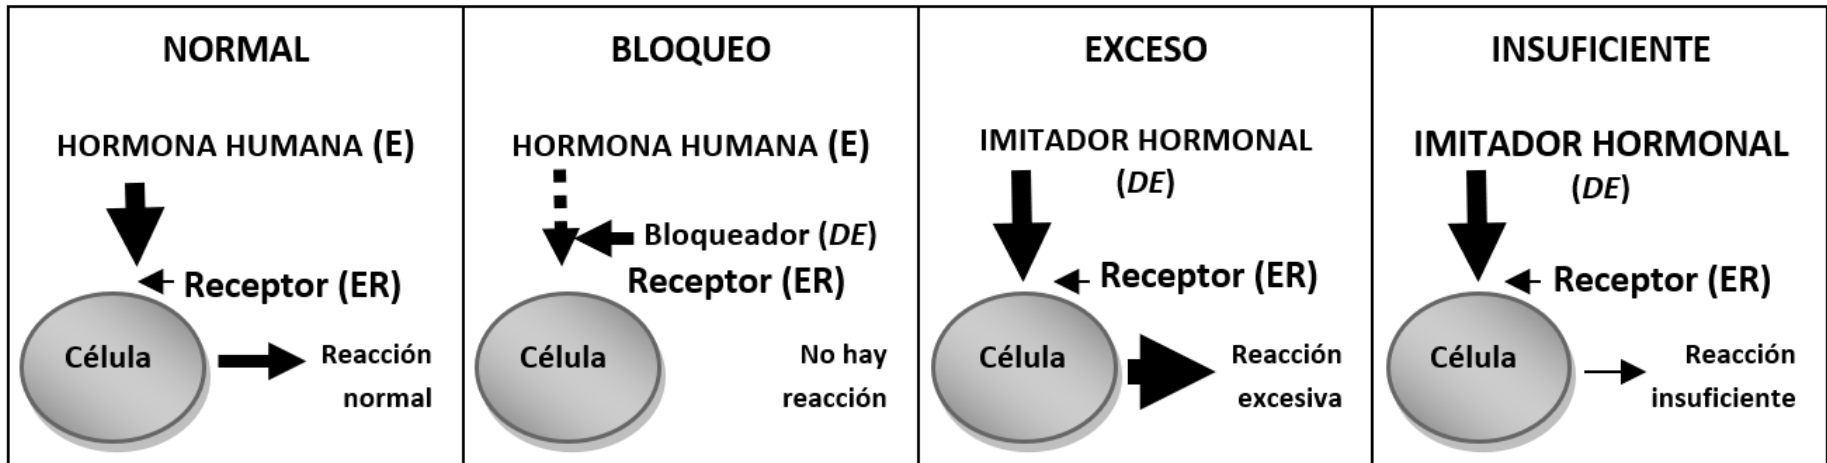 NORMAL
HORMONA HUMANA (E)
Receptor (ER)
Célula
Reacción
normal
BLOQUEO
HORMONA HUMANA (E)
Bloqueador (DE)
Receptor (ER)
Célula
No hay
reacción
EXCESO
IMITADOR HORMONAL
(DE)
Receptor (ER)
Célula
Reacción
excesiva
INSUFICIENTE
IMITADOR HORMONAL
(DE)
Receptor (ER)
Célula
Reacción
insuficiente